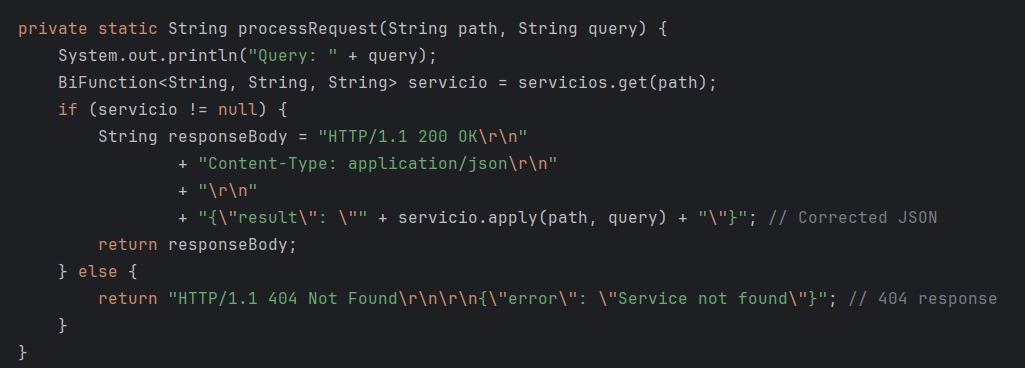 private static String processRequest(String path, String query) {
    System.out.println("Query: " + query);
    BiFunction<String, String, String> servicio = servicios.get(path);
    if (servicio != null) {
        String responseBody = "HTTP/1.1 200 OK\r\n"
                + "Content-Type: application/json\r\n"
                + "\r\n"
                + "{\"result\": \"" + servicio.apply(path, query) + "\"}"; // Corrected JSON
        return responseBody;
    } else {
        return "HTTP/1.1 404 Not Found\r\n\r\n{\"error\": \"Service not found\"}"; // 404 response
    }
}